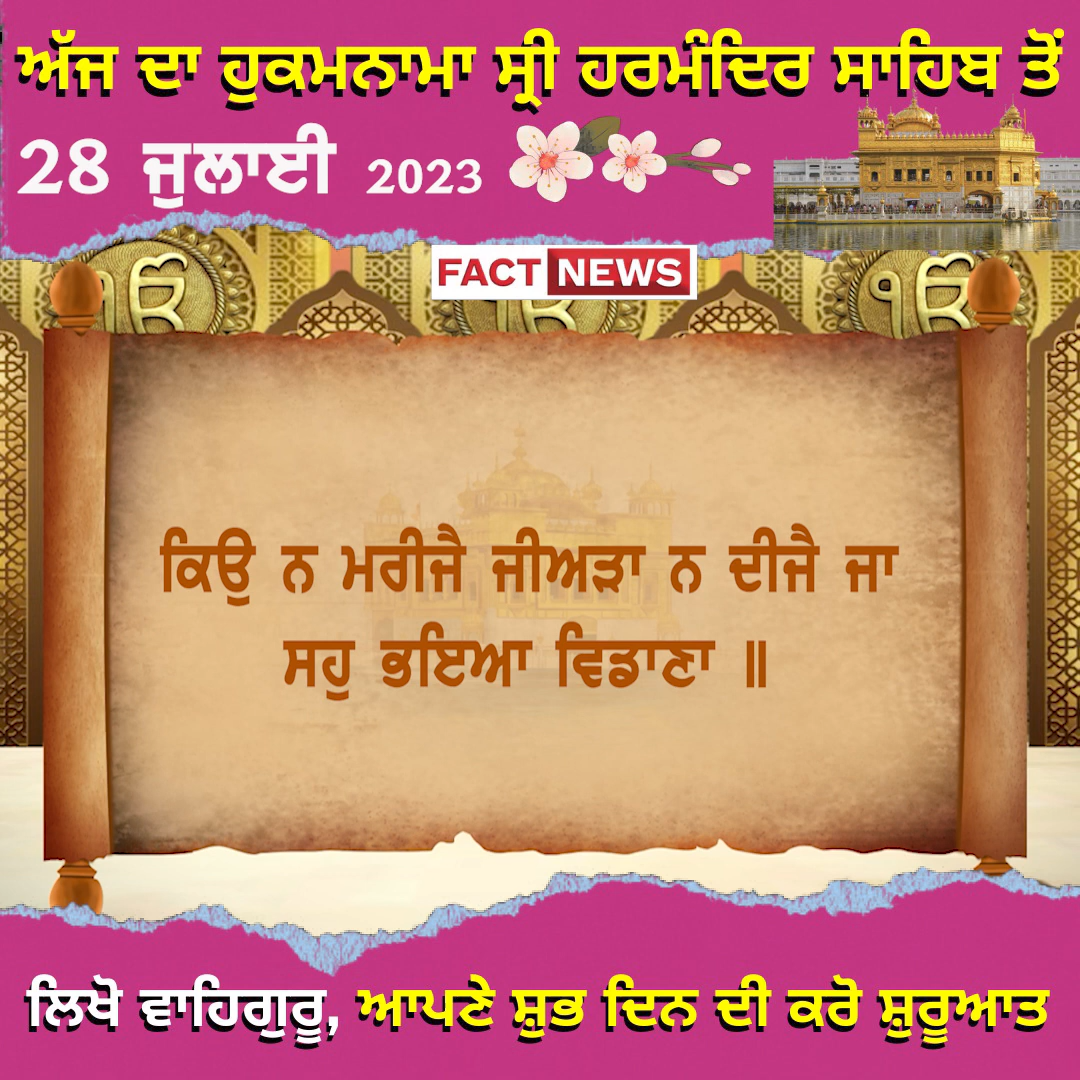 ਅੱਜ ਦਾ ਹੁਕਮਨਾਮਾ ਸ੍ਰੀ ਹਰਮੰਦਿਰ ਸਾਹਿਬ ਤੋਂ
28 ਜੁਲਾਈ 2023
FACT NEWS
ਕਿਉ ਨ ਮਰੀਜੈ ਜੀਅੜਾ ਨ ਦੀਜੈ ਜਾ
ਸਹੁ ਭਇਆ ਵਿਡਾਣਾ ॥
ਲਿਖੋ ਵਾਹਿਗੁਰੂ, ਆਪਣੇ ਸ਼ੁਭ ਦਿਨ ਦੀ ਕਰੋ ਸ਼ੁਰੂਆਤ